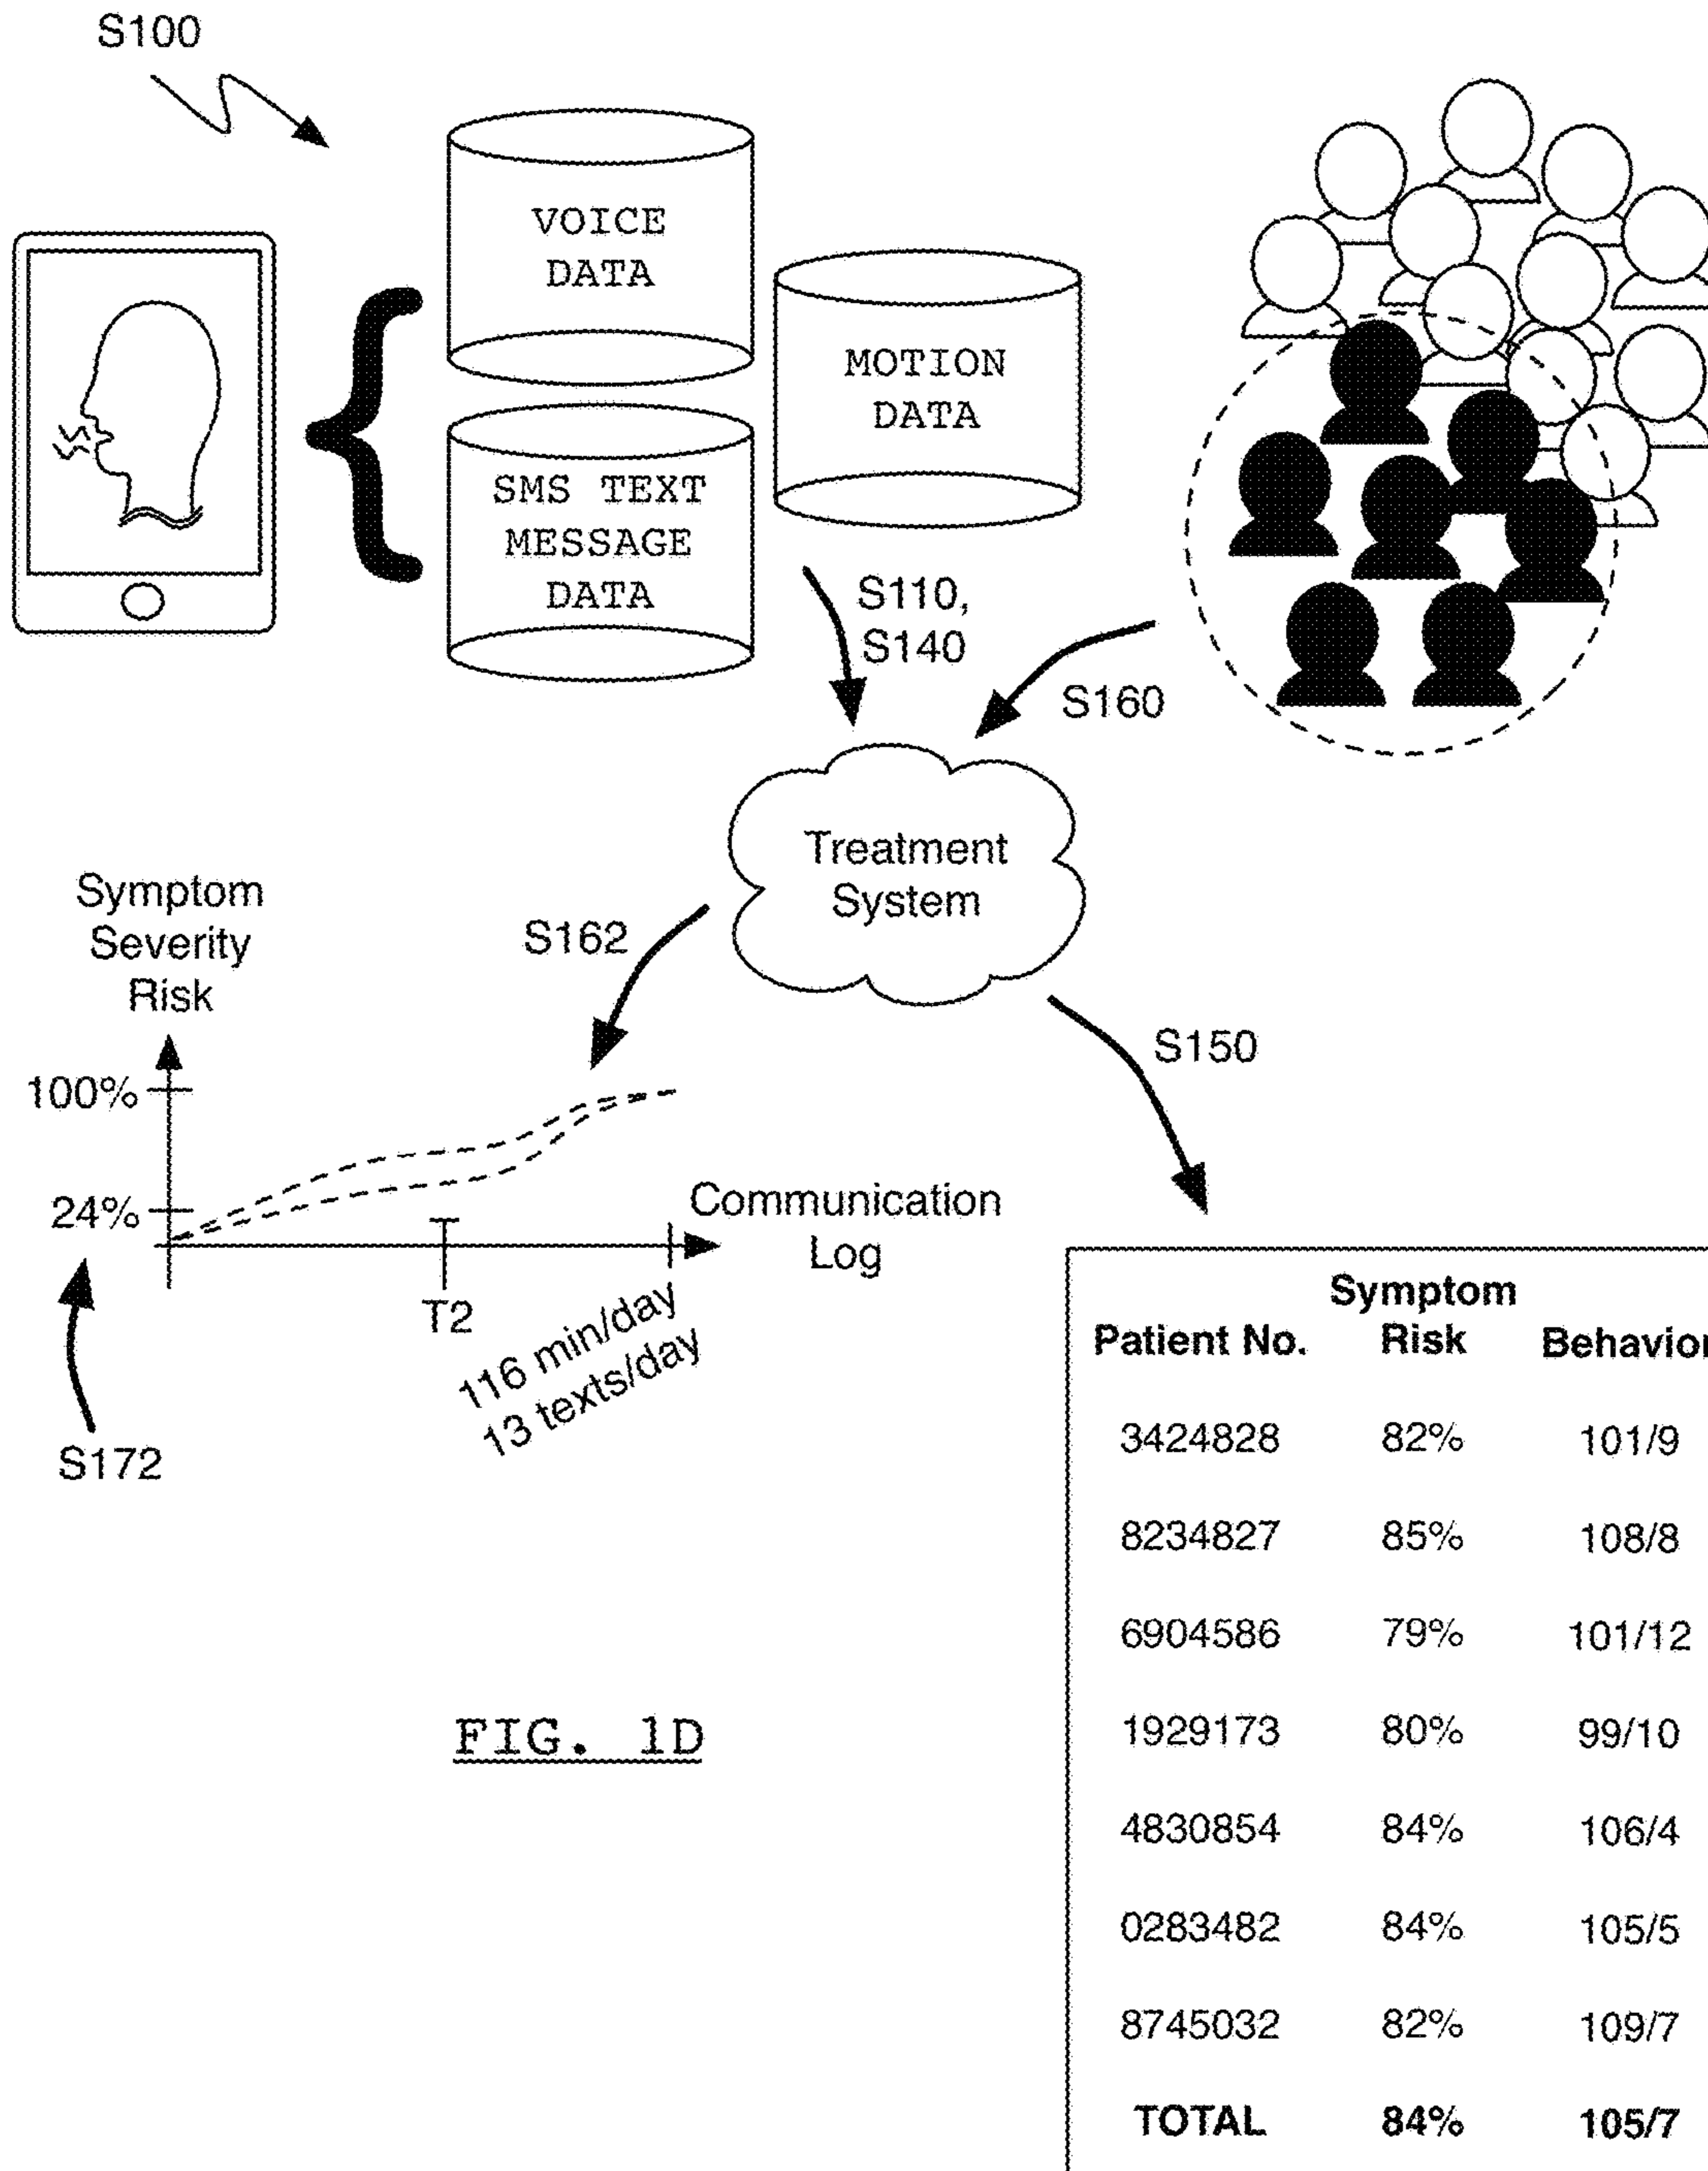 S100
VOICE
DATA
MOTION
DATA
SMS TEXT
MESSAGE
DATA
S110,
S140
S160
Treatment
System
S162
S150
Symptom
Severity
Risk
100%
24%
T2
Communication
Log
116 min/day
13 texts/day
S172
Symptom
Patient No. Risk Behavior
3424828 82% 101/9
8234827 85% 108/8
6904586 79% 101/12
1929173 80% 99/10
4830854 84% 106/4
0283482 84% 105/5
8745032 82% 109/7
TOTAL 84% 105/7
FIG. 1D